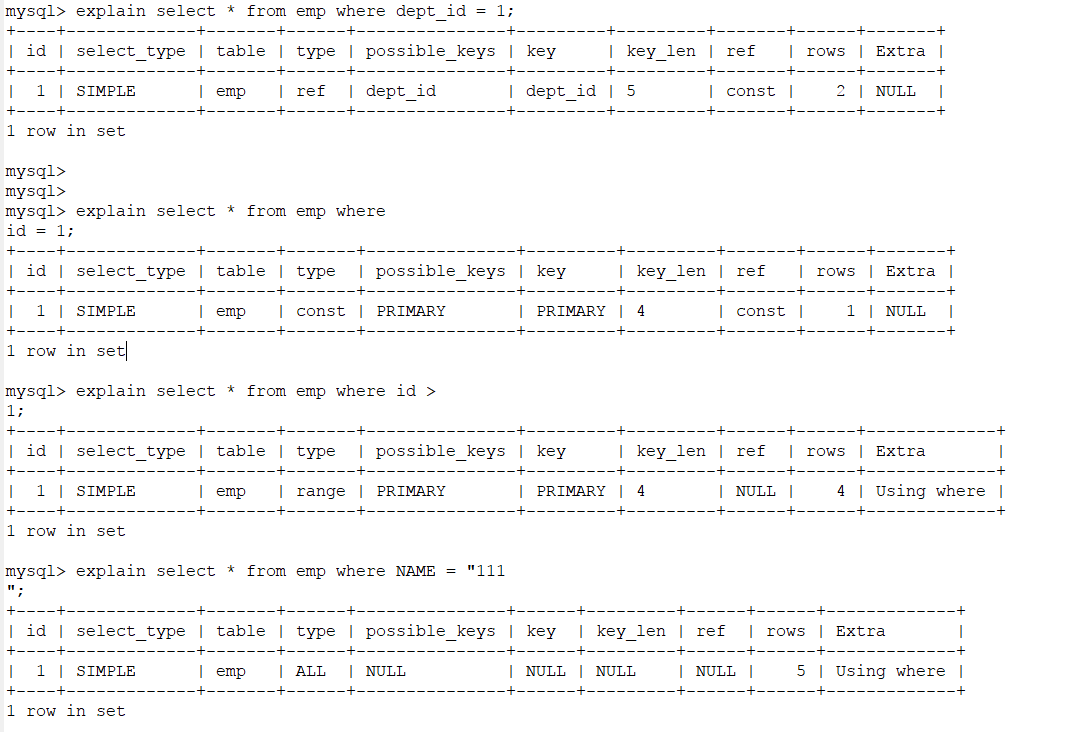 mysql> explain select * from emp where dept_id = 1;
+----+-------------+-------+------+---------------+---------+---------+-------+------+-------+
| id | select_type | table | type | possible_keys | key     | key_len | ref   | rows | Extra |
+----+-------------+-------+------+---------------+---------+---------+-------+------+-------+
|  1 | SIMPLE      | emp   | ref  | dept_id       | dept_id | 5       | const |    2 | NULL  |
+----+-------------+-------+------+---------------+---------+---------+-------+------+-------+
1 row in set
mysql>
mysql>
mysql> explain select * from emp where
id = 1;
+----+-------------+-------+-------+---------------+---------+---------+-------+------+-------+
| id | select_type | table | type  | possible_keys | key     | key_len | ref   | rows | Extra |
+----+-------------+-------+-------+---------------+---------+---------+-------+------+-------+
|  1 | SIMPLE      | emp   | const | PRIMARY       | PRIMARY | 4       | const |    1 | NULL  |
+----+-------------+-------+-------+---------------+---------+---------+-------+------+-------+
1 row in set
mysql> explain select * from emp where id >
1;
+----+-------------+-------+-------+---------------+---------+---------+------+------+-------------+
| id | select_type | table | type  | possible_keys | key     | key_len | ref  | rows | Extra       |
+----+-------------+-------+-------+---------------+---------+---------+------+------+-------------+
|  1 | SIMPLE      | emp   | range | PRIMARY       | PRIMARY | 4       | NULL |    4 | Using where |
+----+-------------+-------+-------+---------------+---------+---------+------+------+-------------+
1 row in set
mysql> explain select * from emp where NAME = "111
";
+----+-------------+-------+------+---------------+------+---------+------+------+-------------+
| id | select_type | table | type | possible_keys | key  | key_len | ref  | rows | Extra       |
+----+-------------+-------+------+---------------+------+---------+------+------+-------------+
|  1 | SIMPLE      | emp   | ALL  | NULL          | NULL | NULL    | NULL |    5 | Using where |
+----+-------------+-------+------+---------------+------+---------+------+------+-------------+
1 row in set